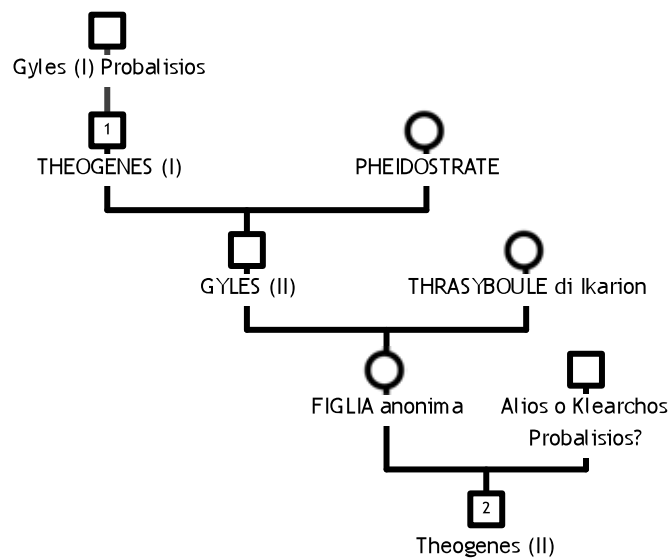 Gyles (I) Probalisios
1
THEOGENES (I)
PHEIDOSTRATE
GYLES (II)
THRASYBOULE di Ikarion
FIGLIA anonima
Alios o Klearchos
Probalisios?
2
Theogenes (II)